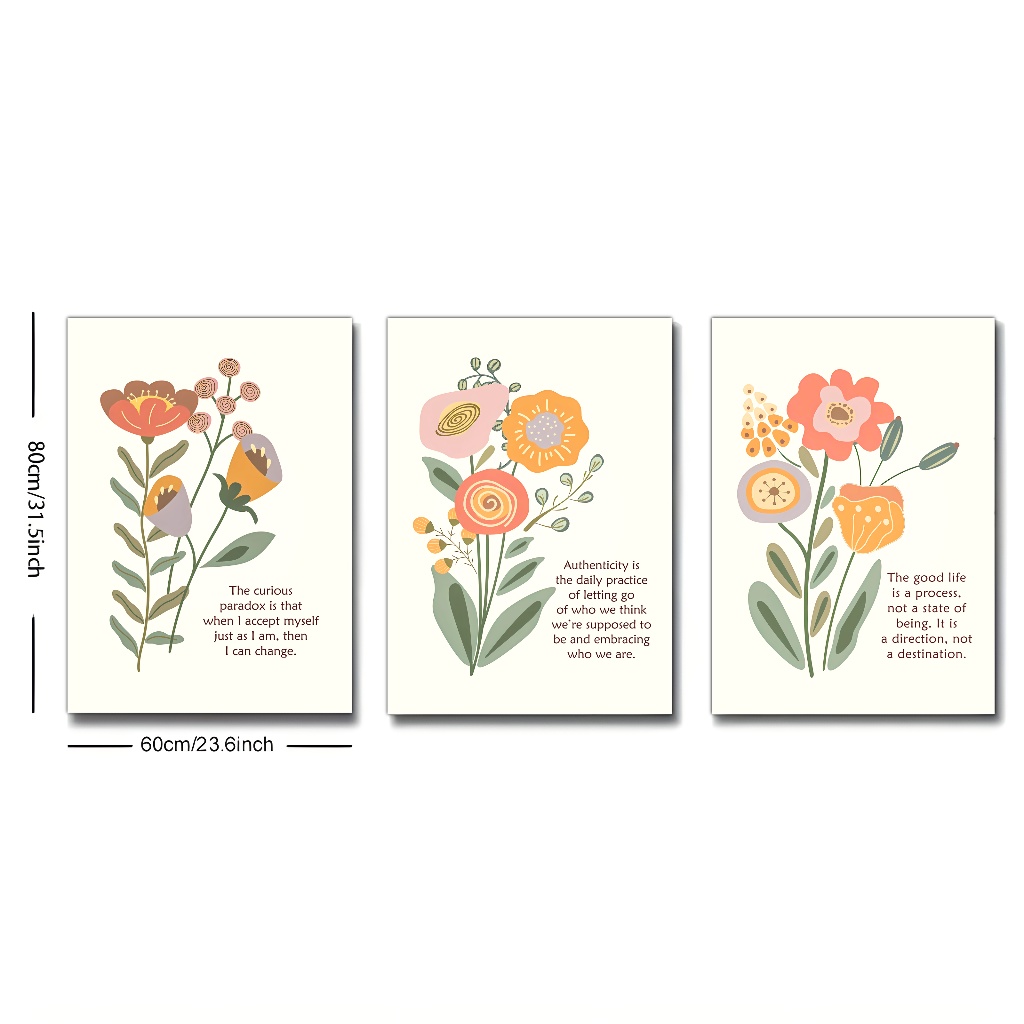 80cm/31.5inch
The curious
paradox is that
when I accept myself
just as I am, then
I can change.
60cm/23.6inch
Authenticity is
the daily practice
of letting go
of who we think
we're supposed to
be and embracing
who we are.
The good life
is a process,
not a state of
being. It is
a direction, not
a destination.